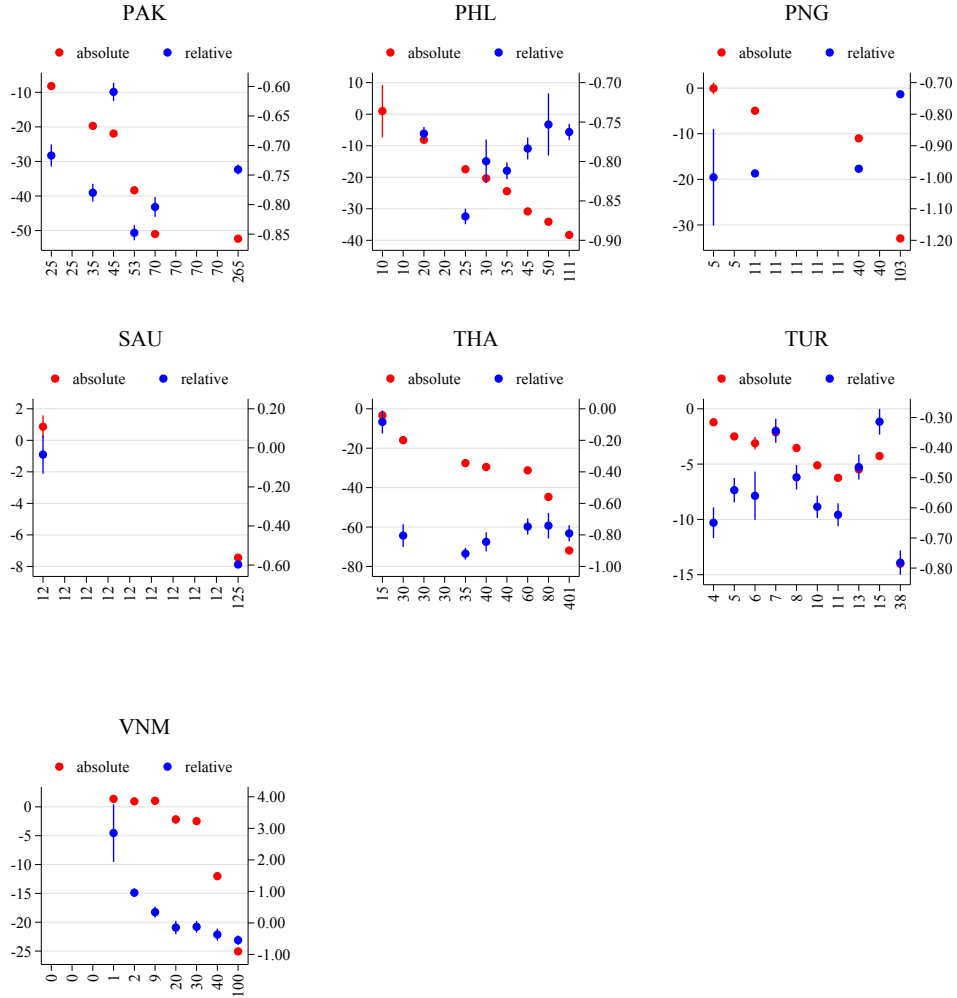 PAK PHL PNG
absolute relative absolute relative absolute relative
-10 -20 -30 -40 -50
-0.60 -0.65 -0.70 -0.75 -0.80 -0.85
25 25 35 45 53 70 70 70 70 265
10 0 -10 -20 -30 -40
-0.70 -0.75 -0.80 -0.85 -0.90
10 10 20 20 25 30 35 45 50 111
0 -10 -20 -30
-0.70 -0.80 -0.90 -1.00 -1.10 -1.20
5 5 11 11 11 11 11 40 40 103
SAU THA TUR
absolute relative absolute relative absolute relative
2 0 -2 -4 -6 -8
0.20 0.00 -0.20 -0.40 -0.60
12 12 12 12 12 12 12 12 12 125
0 -20 -40 -60 -80
0.00 -0.20 -0.40 -0.60 -0.80 -1.00
15 30 30 30 35 40 40 60 80 401
0 -5 -10 -15
-0.30 -0.40 -0.50 -0.60 -0.70 -0.80
4 5 6 7 8 10 11 13 15 38
VNM
absolute relative
0 -5 -10 -15 -20 -25
4.00 3.00 2.00 1.00 0.00 -1.00
0 0 0 1 2 9 20 30 40 100